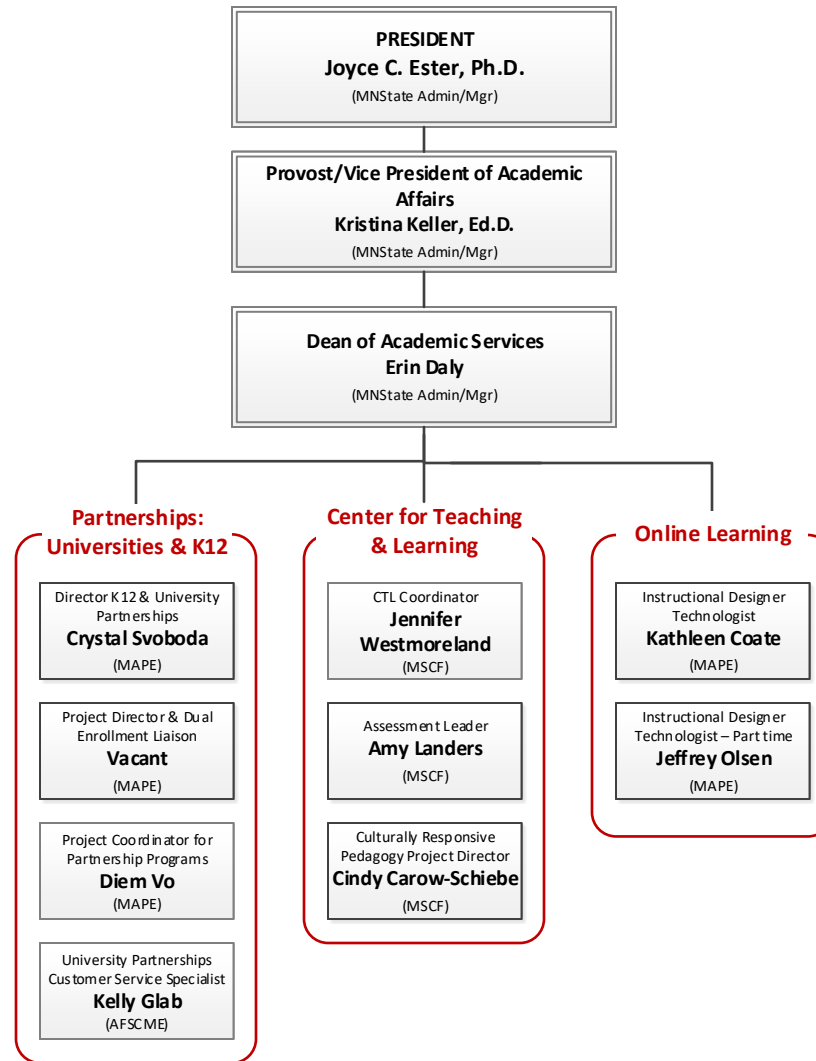 PRESIDENT
Joyce C. Ester, Ph.D.
(MNState Admin/Mgr)
Provost/Vice President of Academic
Affairs
Kristina Keller, Ed.D.
(MNState Admin/Mgr)
Dean of Academic Services
Erin Daly
(MNState Admin/Mgr)
Partnerships:
Universities & K12
Director K12 & University
Partnerships
Crystal Svoboda
(MAPE)
Project Director & Dual
Enrollment Liaison
Vacant
(MAPE)
Project Coordinator for
Partnership Programs
Diem Vo
(MAPE)
University Partnerships
Customer Service Specialist
Kelly Glab
(AFSCME)
Center for Teaching
& Learning
CTL Coordinator
Jennifer
Westmoreland
(MSCF)
Assessment Leader
Amy Landers
(MSCF)
Culturally Responsive
Pedagogy Project Director
Cindy Carow-Schiebe
(MSCF)
Online Learning
Instructional Designer
Technologist
Kathleen Coate
(MAPE)
Instructional Designer
Technologist – Part time
Jeffrey Olsen
(MAPE)